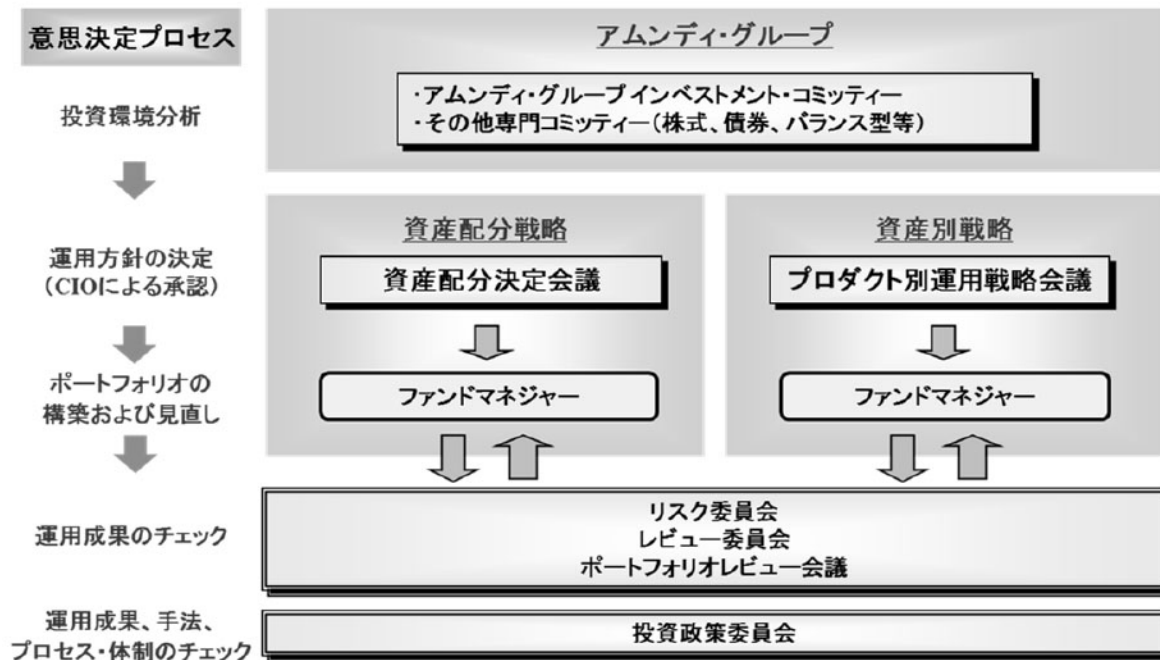 意思決定プロセス
アムンディ・グループ
・アムンディ・グループ インベストメント・コミッティー
・その他専門コミッティー（株式、債券、バランス型等）
投資環境分析
資産配分戦略
資産別戦略
運用方針の決定
（CIOによる承認）
資産配分決定会議
プロダクト別運用戦略会議
ポートフォリオの
構築および見直し
ファンドマネジャー
ファンドマネジャー
運用成果のチェック
リスク委員会
レビュー委員会
ポートフォリオレビュー会議
運用成果、手法、
プロセス・体制のチェック
投資政策委員会